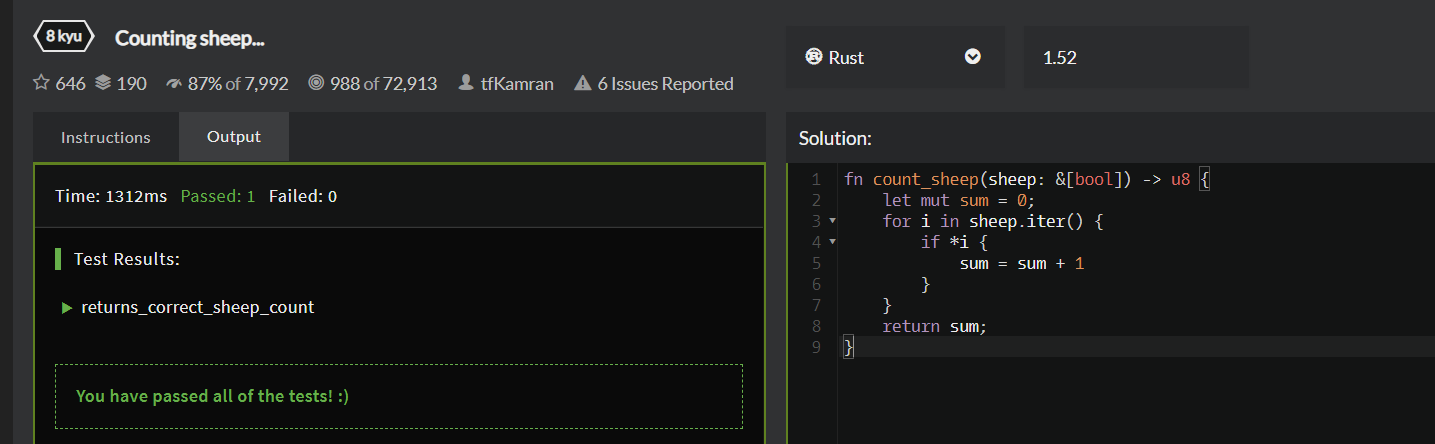 8 kyu Counting sheep...
646 190 87% of 7,992 988 of 72,913 tfKamran 6 Issues Reported
Rust 1.52
Instructions Output
Time: 1312ms Passed: 1 Failed: 0
Test Results:
returns_correct_sheep_count
You have passed all of the tests! :)
Solution:
1 fn count_sheep(sheep: &[bool]) -> u8 {
2     let mut sum = 0;
3     for i in sheep.iter() {
4         if *i {
5             sum = sum + 1
6         }
7     }
8     return sum;
9 }